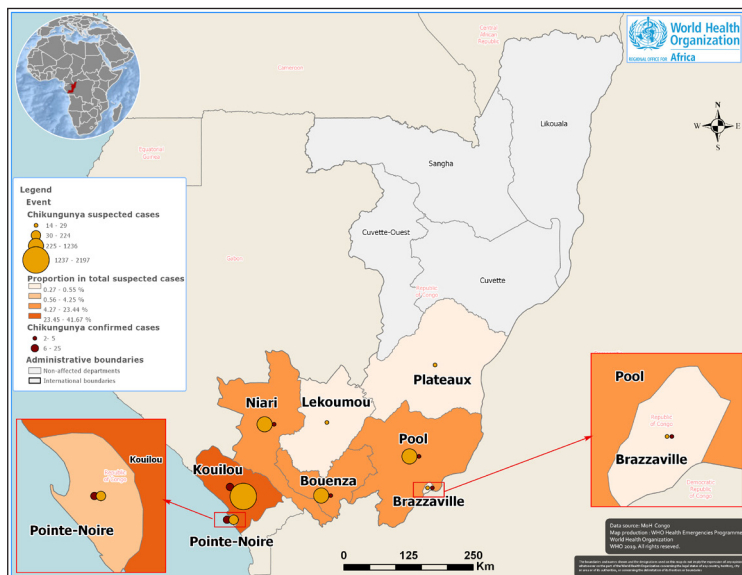 World Health
Organization
REGIONAL OFFICE FOR Africa
Central
African Republic
Cameroon
N
W E
S
Likouala
Equatorial
Guinea
Sangha
Legend
Event
Chikungunya suspected cases
14 - 29
30 - 224
225 - 1236
1237 - 2197
Proportion in total suspected cases
0.27 - 0.55 %
0.56 - 4.25 %
4.27 - 23.44 %
23.45 - 41.67 %
Chikungunya confirmed cases
2- 5
6 - 25
Administrative boundaries
Non-affected departments
International boundaries
Cuvette-Ouest
Gabon
Cuvette
Republic
of Congo
Plateaux
Niari
Lekoumou
Pool
Kouilou
Bouenza
Brazzaville
Pointe-Noire
Kouilou
Republic
of Congo
Pointe-Noire
Pool
Republic
of Congo
Brazzaville
Democratic
Republic
0 125 250
Km
Data source: MoH Congo
Map production : WHO Health Emergencies Programme
World Health Organization
WHO 2019. All rights reseved.